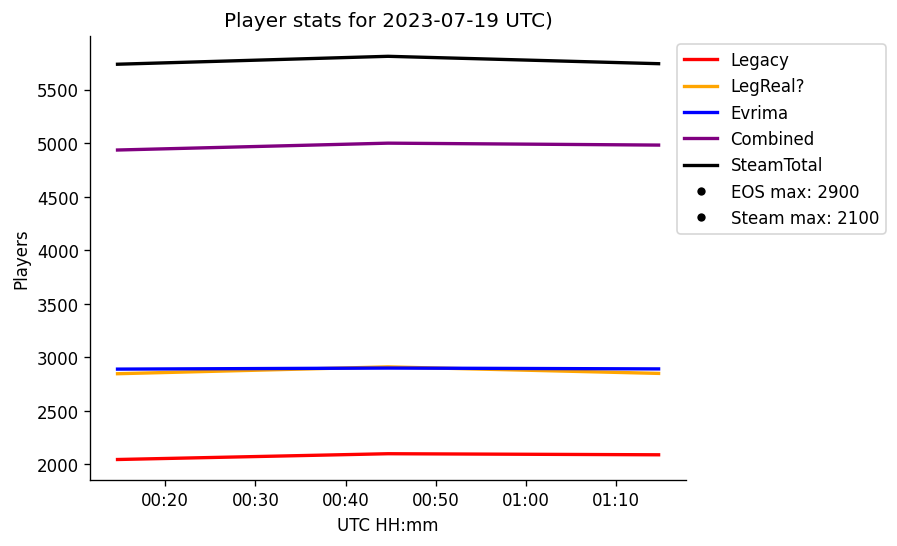 Player stats for 2023-07-19 UTC)
Legacy
LegReal?
Evrima
Combined
SteamTotal
EOS max: 2900
Steam max: 2100
Players
5500
5000
4500
4000
3500
3000
2500
2000
00:20 00:30 00:40 00:50 01:00 01:10
UTC HH:mm